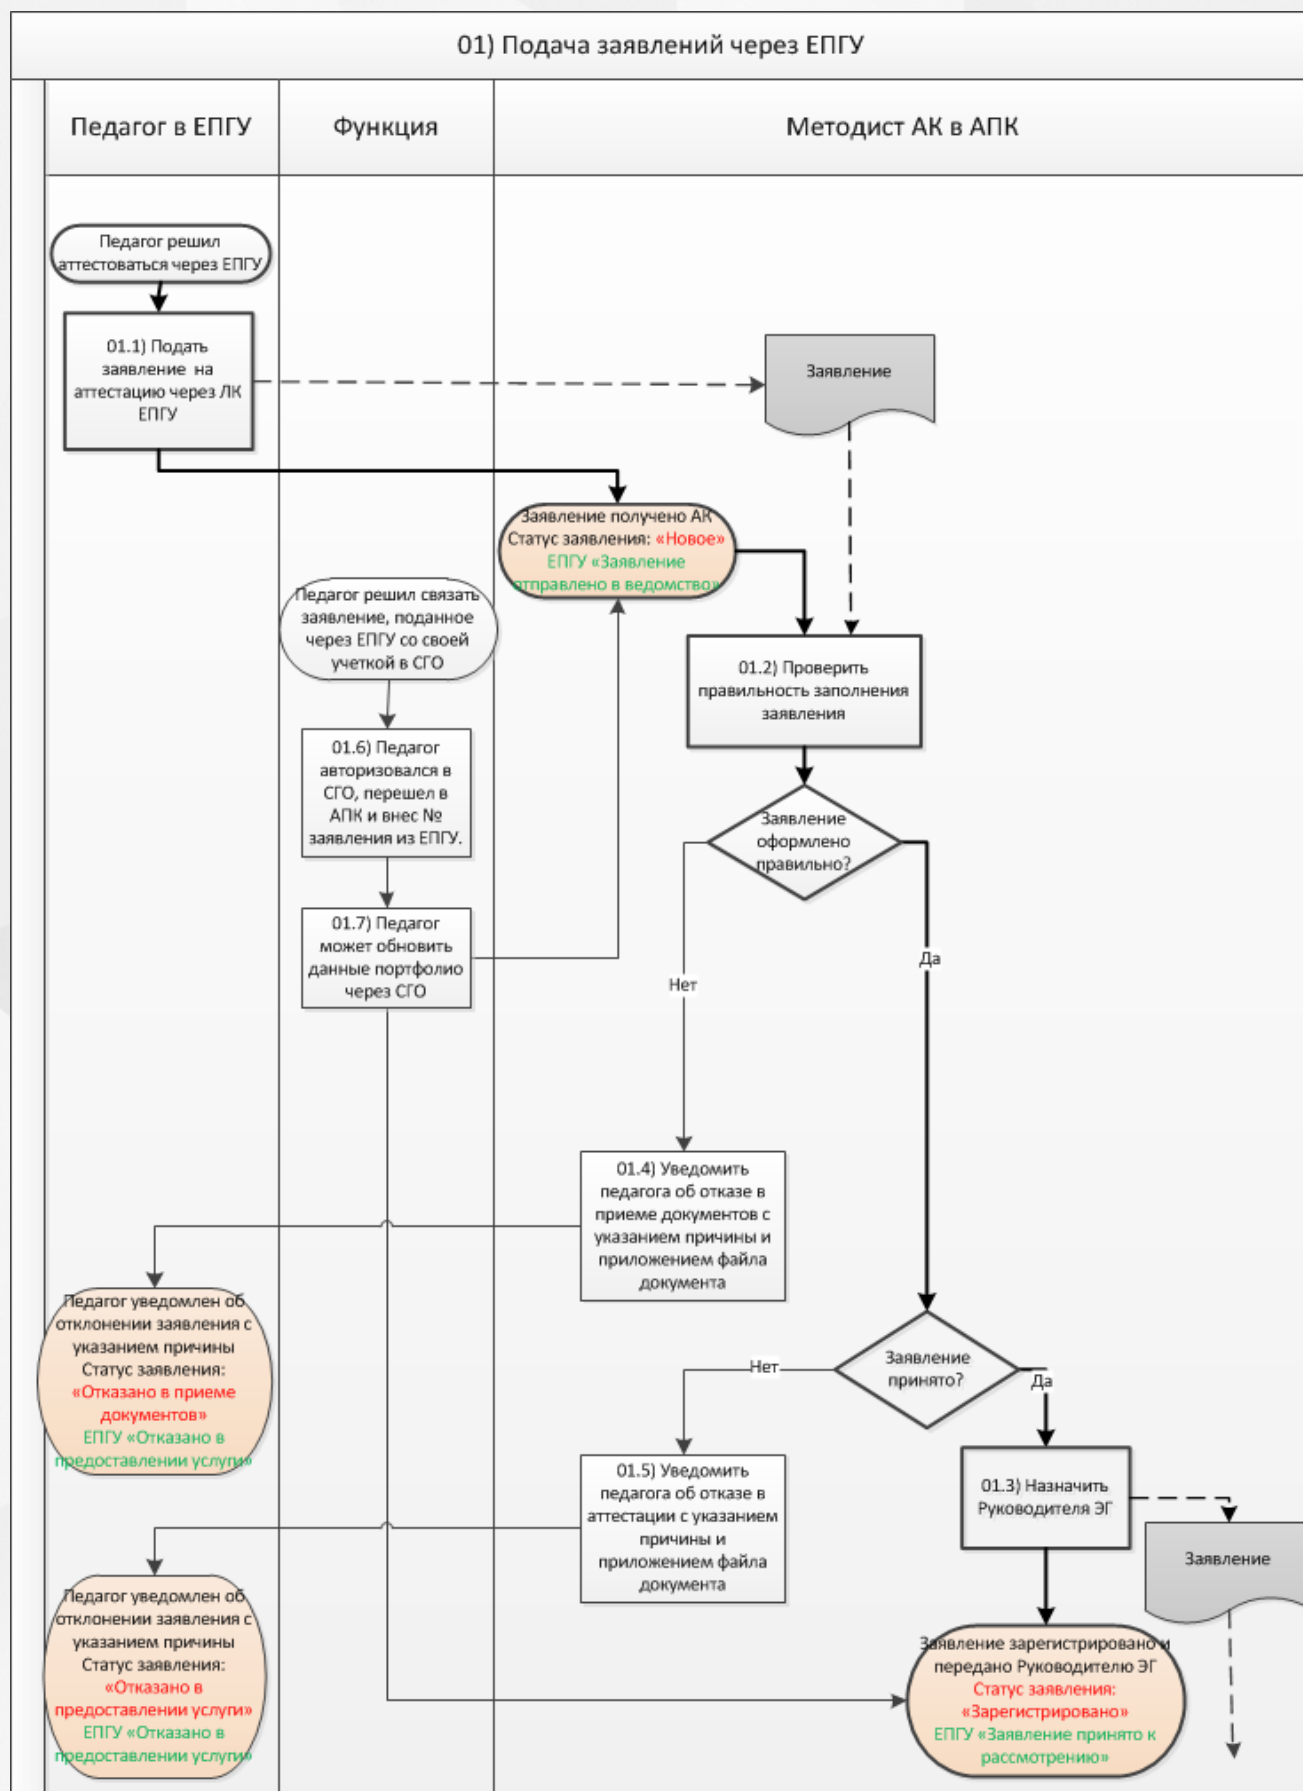 01) Подача заявлений через ЕПГУ
Педагог в ЕПГУ
Функция
Методист АК в АПК
Педагог решил
аттестоваться через ЕПГУ
01.1) Подать
заявление на
аттестацию через ЛК
ЕПГУ
Заявление
Заявление получено АК
Статус заявления: «Новое»
ЕПГУ «Заявление
отправлено в ведомство»
Педагог решил связать
заявление, поданное
через ЕПГУ со своей
учеткой в СГО
01.2) Проверить
правильность заполнения
заявления
01.6) Педагог
авторизовался в
СГО, перешел в
АПК и внес №
заявления из ЕПГУ.
Заявление
оформлено
правильно?
01.7) Педагог
может обновить
данные портфолио
через СГО
Да
Нет
01.4) Уведомить
педагога об отказе в
приеме документов с
указанием причины и
приложением файла
документа
Педагог уведомлен об
отклонении заявления с
указанием причины
Статус заявления:
«Отказано в приеме
документов»
ЕПГУ «Отказано в
предоставлении услуги»
Заявление
принято?
Нет
Да
01.5) Уведомить
педагога об отказе в
аттестации с указанием
причины и
приложением файла
документа
01.3) Назначить
Руководителя ЭГ
Заявление
Педагог уведомлен об
отклонении заявления с
указанием причины
Статус заявления:
«Отказано в
предоставлении услуги»
ЕПГУ «Отказано в
предоставлении услуги»
Заявление зарегистрировано и
передано Руководителю ЭГ
Статус заявления:
«Зарегистрировано»
ЕПГУ «Заявление принято к
рассмотрению»